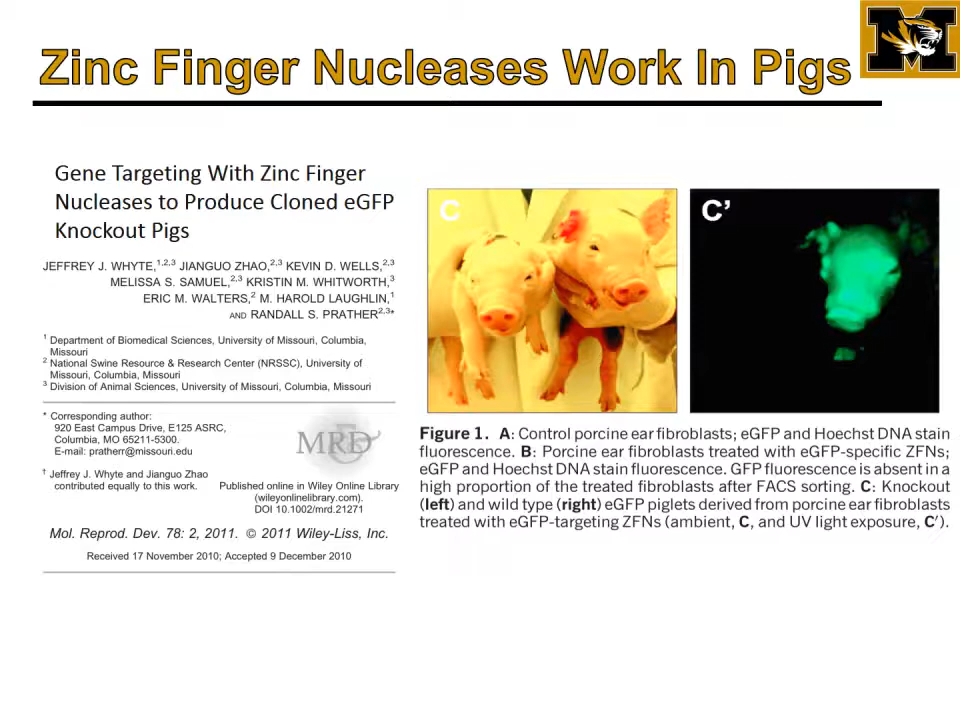 Zinc Finger Nucleases Work In Pigs
M
Gene Targeting With Zinc Finger
Nucleases to Produce Cloned eGFP
Knockout Pigs
JEFFREY J. WHYTE,1,2,3 JIANGUO ZHAO,2,3 KEVIN D. WELLS,2,3
MELISSA S. SAMUEL,2,3 KRISTIN M. WHITWORTH,3
ERIC M. WALTERS,2 M. HAROLD LAUGHLIN,1
AND RANDALL S. PRATHER2,3*
1 Department of Biomedical Sciences, University of Missouri, Columbia,
Missouri
2 National Swine Resource & Research Center (NRSSC), University of
Missouri, Columbia, Missouri
3 Division of Animal Sciences, University of Missouri, Columbia, Missouri
* Corresponding author:
920 East Campus Drive, E125 ASRC,
Columbia, MO 65211-5300.
E-mail: pratherr@missouri.edu
† Jeffrey J. Whyte and Jianguo Zhao
contributed equally to this work.
MRD
Published online in Wiley Online Library
(wileyonlinelibrary.com).
DOI 10.1002/mrd.21271
Mol. Reprod. Dev. 78: 2, 2011. © 2011 Wiley-Liss, Inc.
Received 17 November 2010; Accepted 9 December 2010
C
C’
Figure 1. A: Control porcine ear fibroblasts; eGFP and Hoechst DNA stain
fluorescence. B: Porcine ear fibroblasts treated with eGFP-specific ZFNs;
eGFP and Hoechst DNA stain fluorescence. GFP fluorescence is absent in a
high proportion of the treated fibroblasts after FACS sorting. C: Knockout
(left) and wild type (right) eGFP piglets derived from porcine ear fibroblasts
treated with eGFP-targeting ZFNs (ambient, C, and UV light exposure, C′).